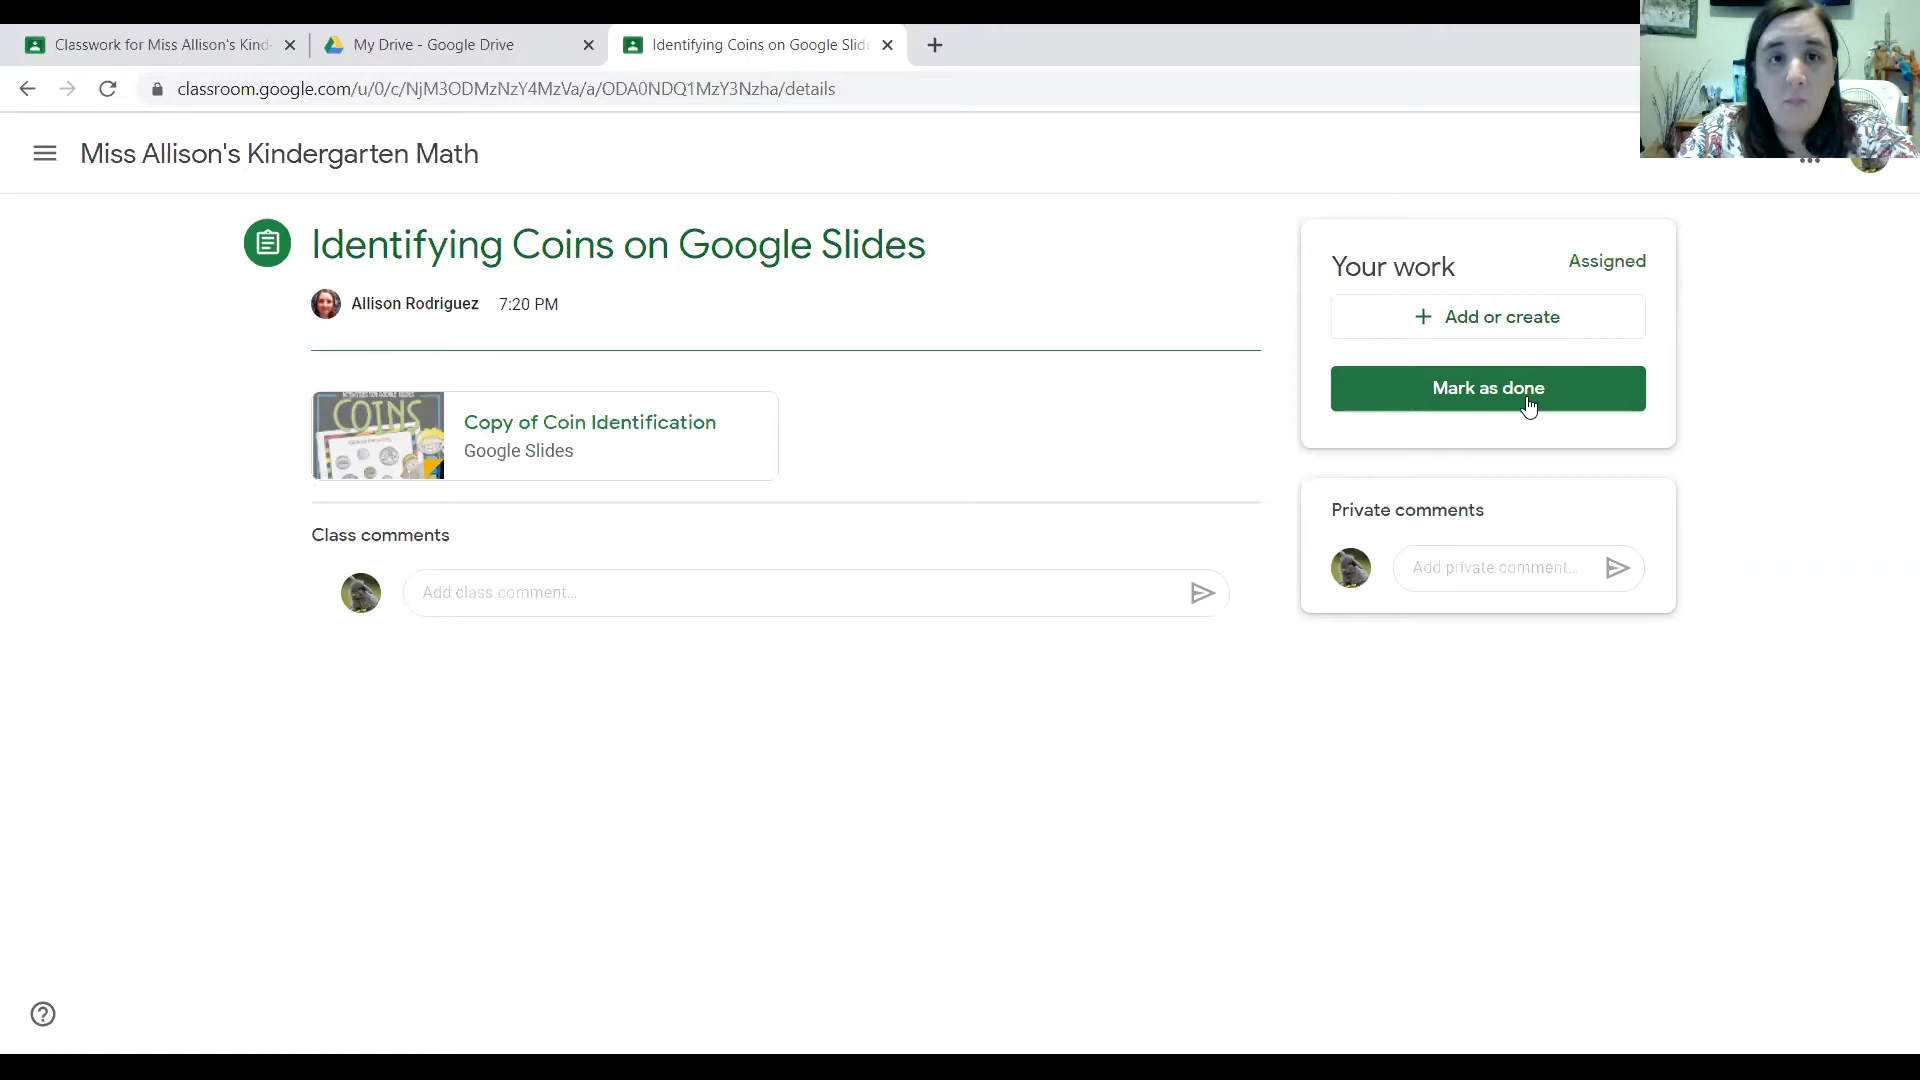 Classwork for Miss Allison's Kind
My Drive - Google Drive
Identifying Coins on Google Slid
classroom.google.com/u/0/c/NjM3ODMzNzY4MzVa/a/ODA0NDQ1MzY3Nzha/details
Miss Allison's Kindergarten Math
Identifying Coins on Google Slides
Allison Rodriguez 7:20 PM
COINS
Copy of Coin Identification
Google Slides
Class comments
Add class comment...
Your work
Assigned
+ Add or create
Mark as done
Private comments
Add private comment...